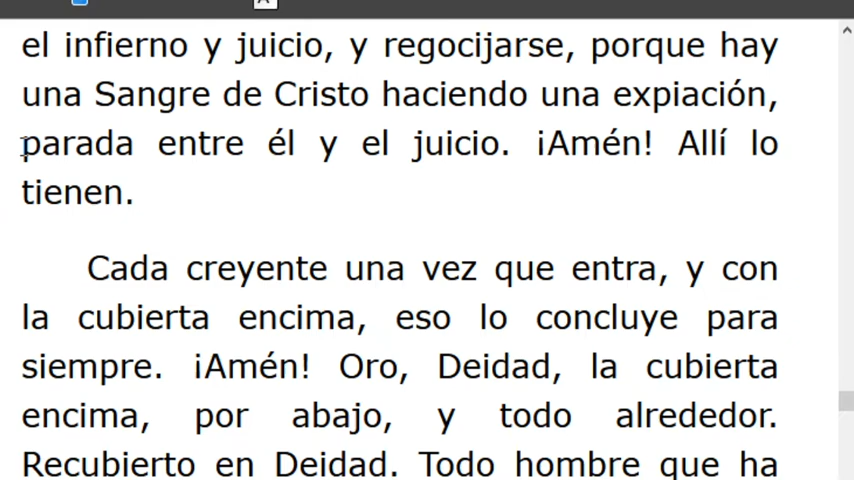 el infierno y juicio, y regocijarse, porque hay
una Sangre de Cristo haciendo una expiación,
parada entre él y el juicio. ¡Amén! Allí lo
tienen.
Cada creyente una vez que entra, y con
la cubierta encima, eso lo concluye para
siempre. ¡Amén! Oro, Deidad, la cubierta
encima, por abajo, y todo alrededor.
Recubierto en Deidad. Todo hombre que ha